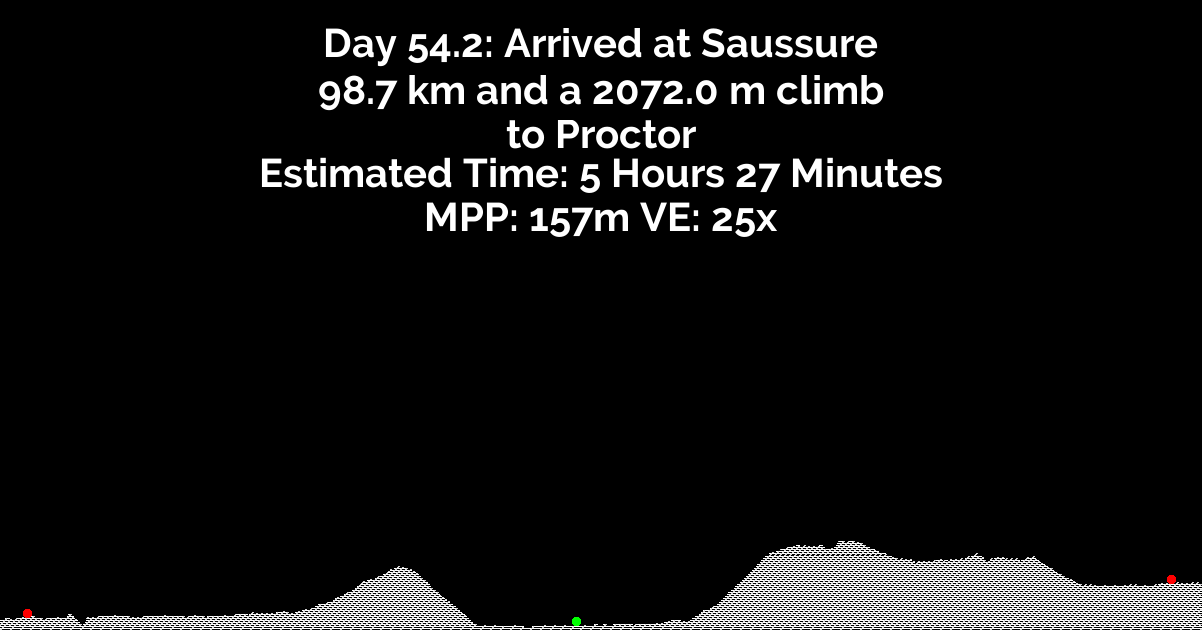 Day 54.2: Arrived at Saussure
98.7 km and a 2072.0 m climb
to Proctor
Estimated Time: 5 Hours 27 Minutes
MPP: 157m VE: 25x